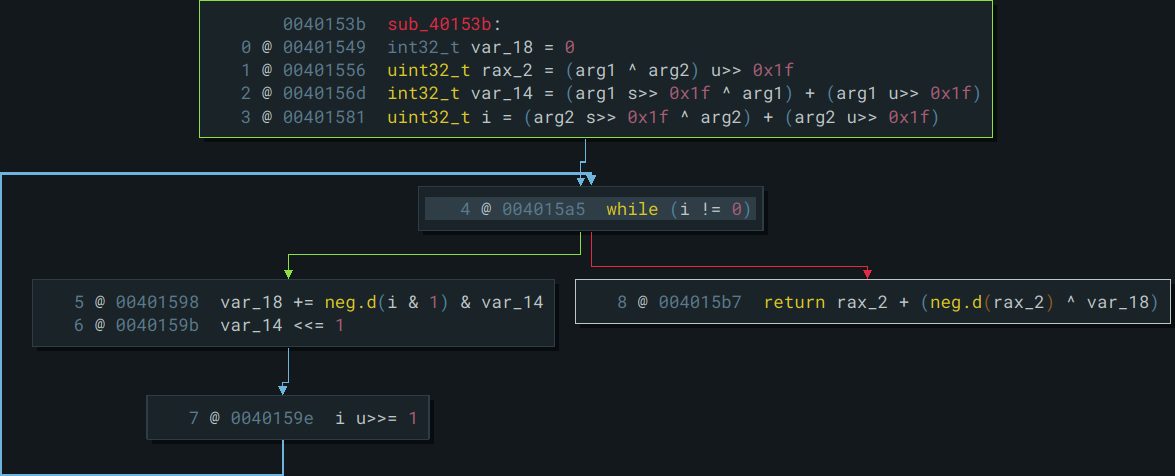 0040153b sub_40153b:
0 @ 00401549 int32_t var_18 = 0
1 @ 00401556 uint32_t rax_2 = (arg1 ^ arg2) u>> 0x1f
2 @ 0040156d int32_t var_14 = (arg1 s>> 0x1f ^ arg1) + (arg1 u>> 0x1f)
3 @ 00401581 uint32_t i = (arg2 s>> 0x1f ^ arg2) + (arg2 u>> 0x1f)
4 @ 004015a5 while (i != 0)
5 @ 00401598 var_18 += neg.d(i & 1) & var_14
6 @ 0040159b var_14 <<= 1
8 @ 004015b7 return rax_2 + (neg.d(rax_2) ^ var_18)
7 @ 0040159e i u>>= 1